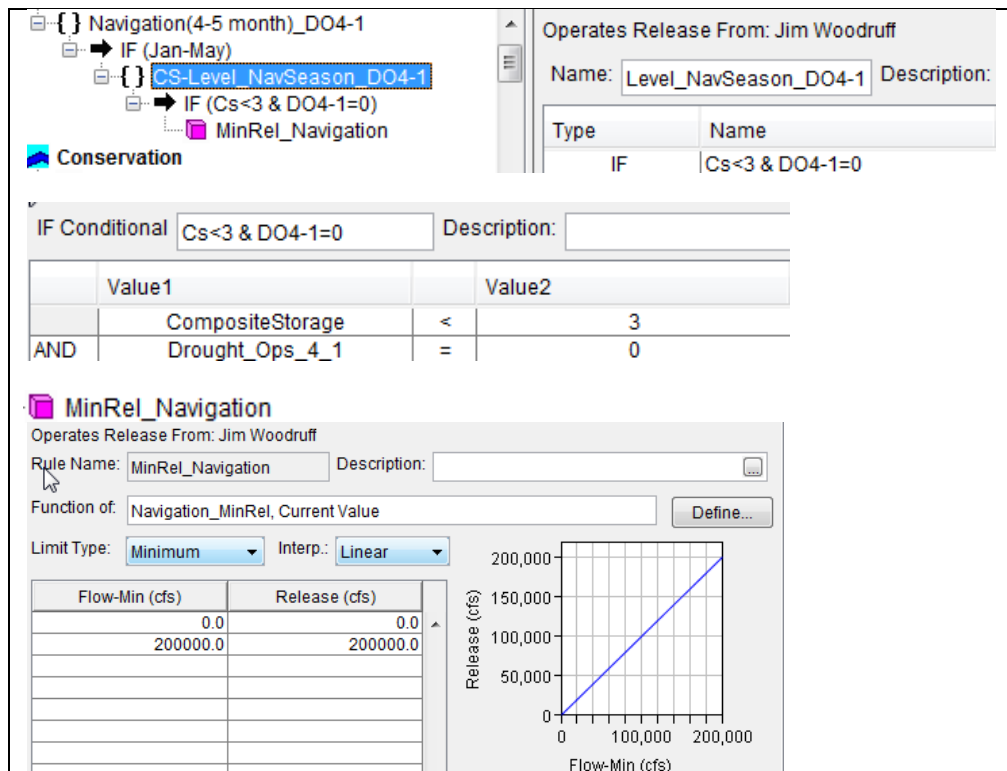 { } Navigation(4-5 month)_DO4-1
IF (Jan-May)
{ } CS-Level_NavSeason_DO4-1
IF (Cs<3 & DO4-1=0)
MinRel_Navigation
Conservation
Operates Release From: Jim Woodruff
Name: Level_NavSeason_DO4-1 Description:
Type Name
IF Cs<3 & DO4-1=0
IF Conditional Cs<3 & DO4-1=0 Description:
Value1 Value2
CompositeStorage < 3
AND Drought_Ops_4_1 = 0
MinRel_Navigation
Operates Release From: Jim Woodruff
Rule Name: MinRel_Navigation Description: ...
Function of: Navigation_MinRel, Current Value Define...
Limit Type: Minimum Interp.: Linear
Flow-Min (cfs) Release (cfs)
0.0 0.0
200000.0 200000.0
Release (cfs)
200,000
150,000
100,000
50,000
0
0 100,000 200,000
Flow-Min (cfs)